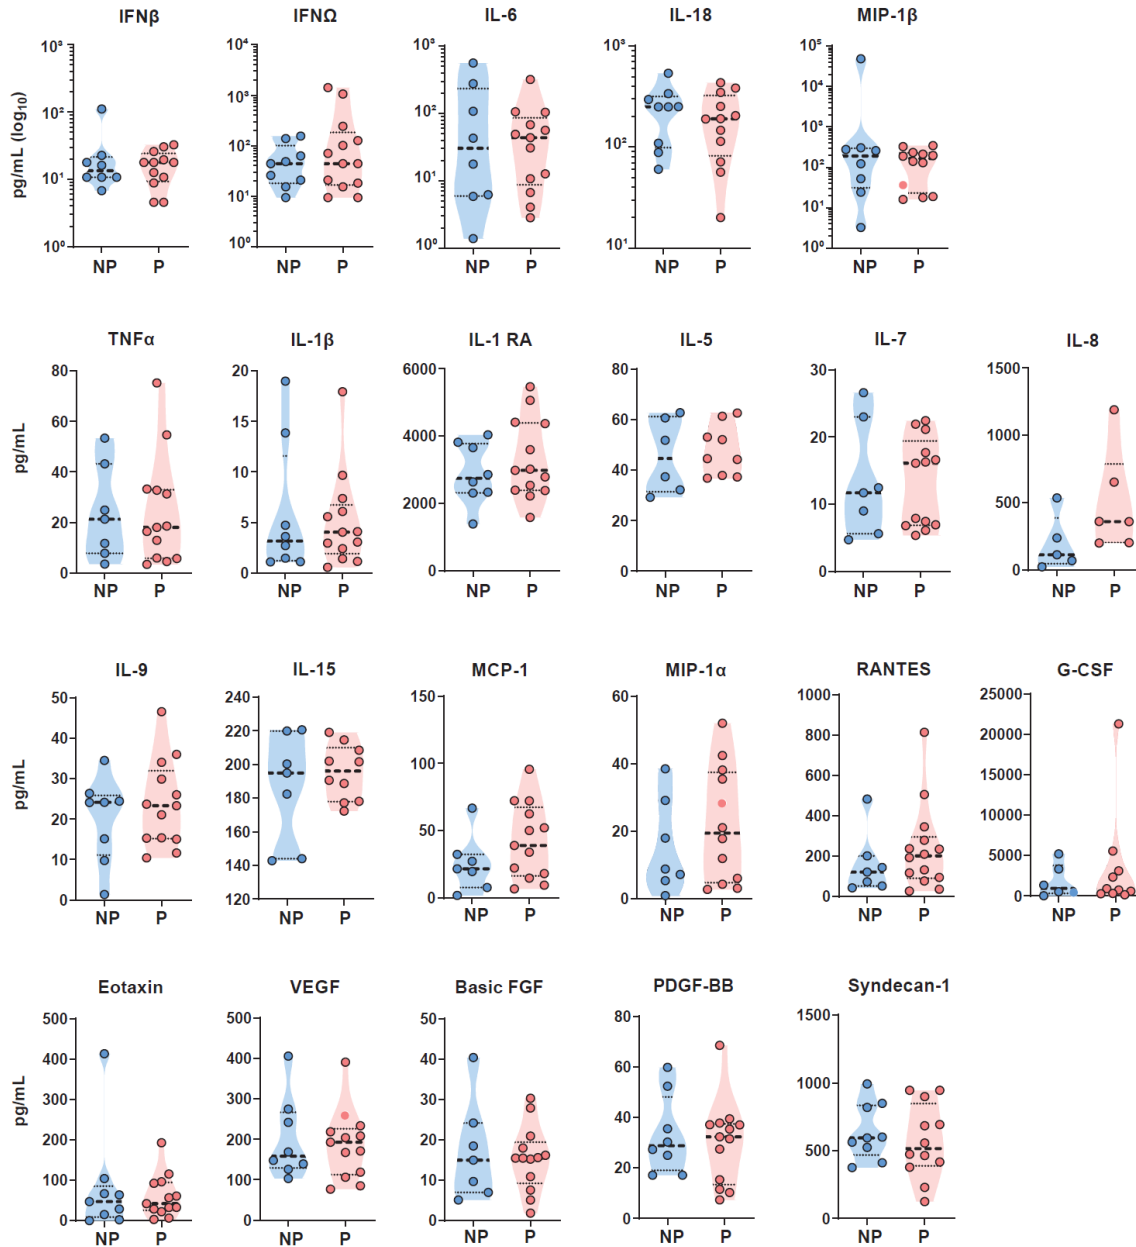 IFNβ IFNΩ IL-6 IL-18 MIP-1β
pg/mL (log₁₀)
10³ 10⁴ 10³ 10³ 10⁵
10² 10³ 10² 10² 10⁴
10¹ 10² 10¹ 10¹ 10³
10⁰ 10¹ 10⁰ 10²
10⁰ 10¹
10⁰
NP P NP P NP P NP P NP P
TNFα IL-1β IL-1 RA IL-5 IL-7 IL-8
pg/mL
80 20 6000 80 30 1500
60 15 4000 60 20 1000
40 10 2000 40 10 500
20 5 0 20 0 0
0 0 0
NP P NP P NP P NP P NP P NP P
IL-9 IL-15 MCP-1 MIP-1α RANTES G-CSF
pg/mL
50 240 150 60 1000 25000
40 220 100 40 800 20000
30 200 50 20 600 15000
20 180 0 0 400 10000
10 160 200 5000
0 140 0 0
120
NP P NP P NP P NP P NP P NP P
Eotaxin VEGF Basic FGF PDGF-BB Syndecan-1
pg/mL
500 500 50 80 1500
400 400 40 60 1000
300 300 30 40 500
200 200 20 20 0
100 100 10 0
0 0 0
NP P NP P NP P NP P NP P